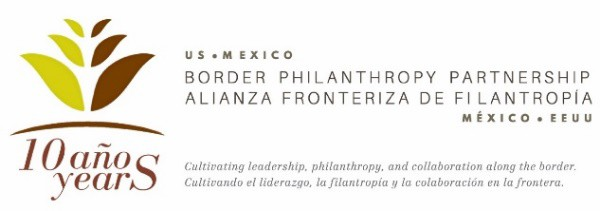 US • MEXICO
BORDER PHILANTHROPY PARTNERSHIP
ALIANZA FRONTERIZA DE FILANTROPÍA
MÉXICO • EEUU
10 años
years
Cultivating leadership, philanthropy, and collaboration along the border.
Cultivando el liderazgo, la filantropía y la colaboración en la frontera.